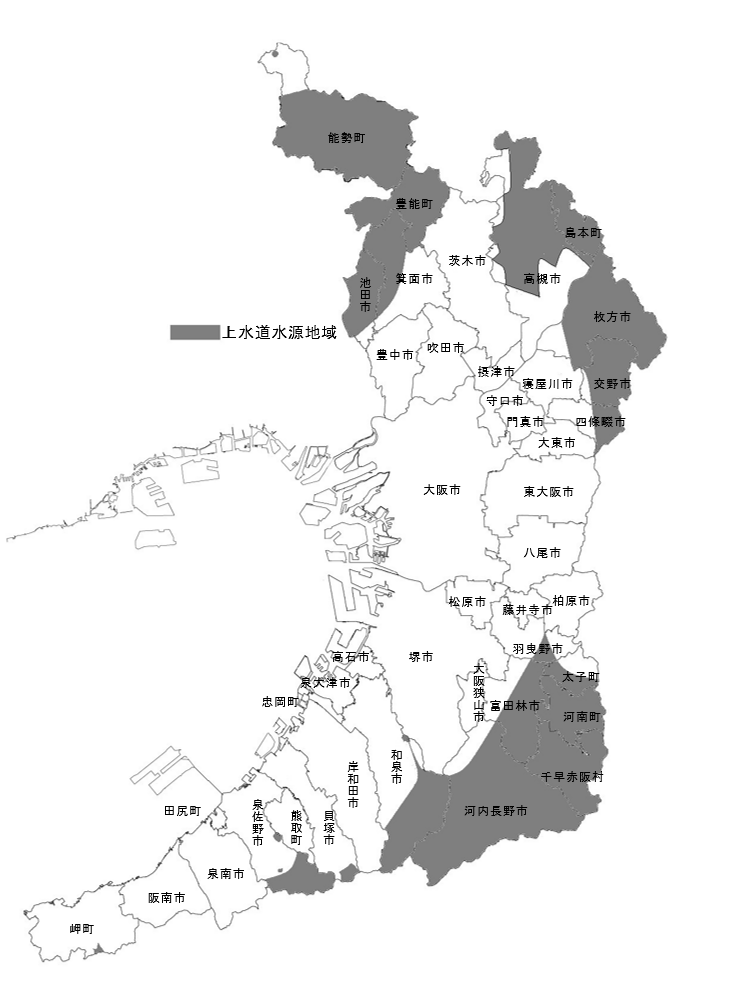 能勢町
豊能町
島本町
茨木市
池田市
箕面市
高槻市
枚方市
上水道水源地域
豊中市
吹田市
摂津市
寝屋川市
交野市
守口市
門真市
四條畷市
大東市
大阪市
東大阪市
八尾市
松原市
藤井寺市
柏原市
羽曳野市
高石市
堺市
大阪狭山市
太子町
泉大津市
忠岡町
富田林市
河南町
和泉市
岸和田市
千早赤阪村
田尻町
泉佐野市
熊取町
貝塚市
河内長野市
泉南市
阪南市
岬町